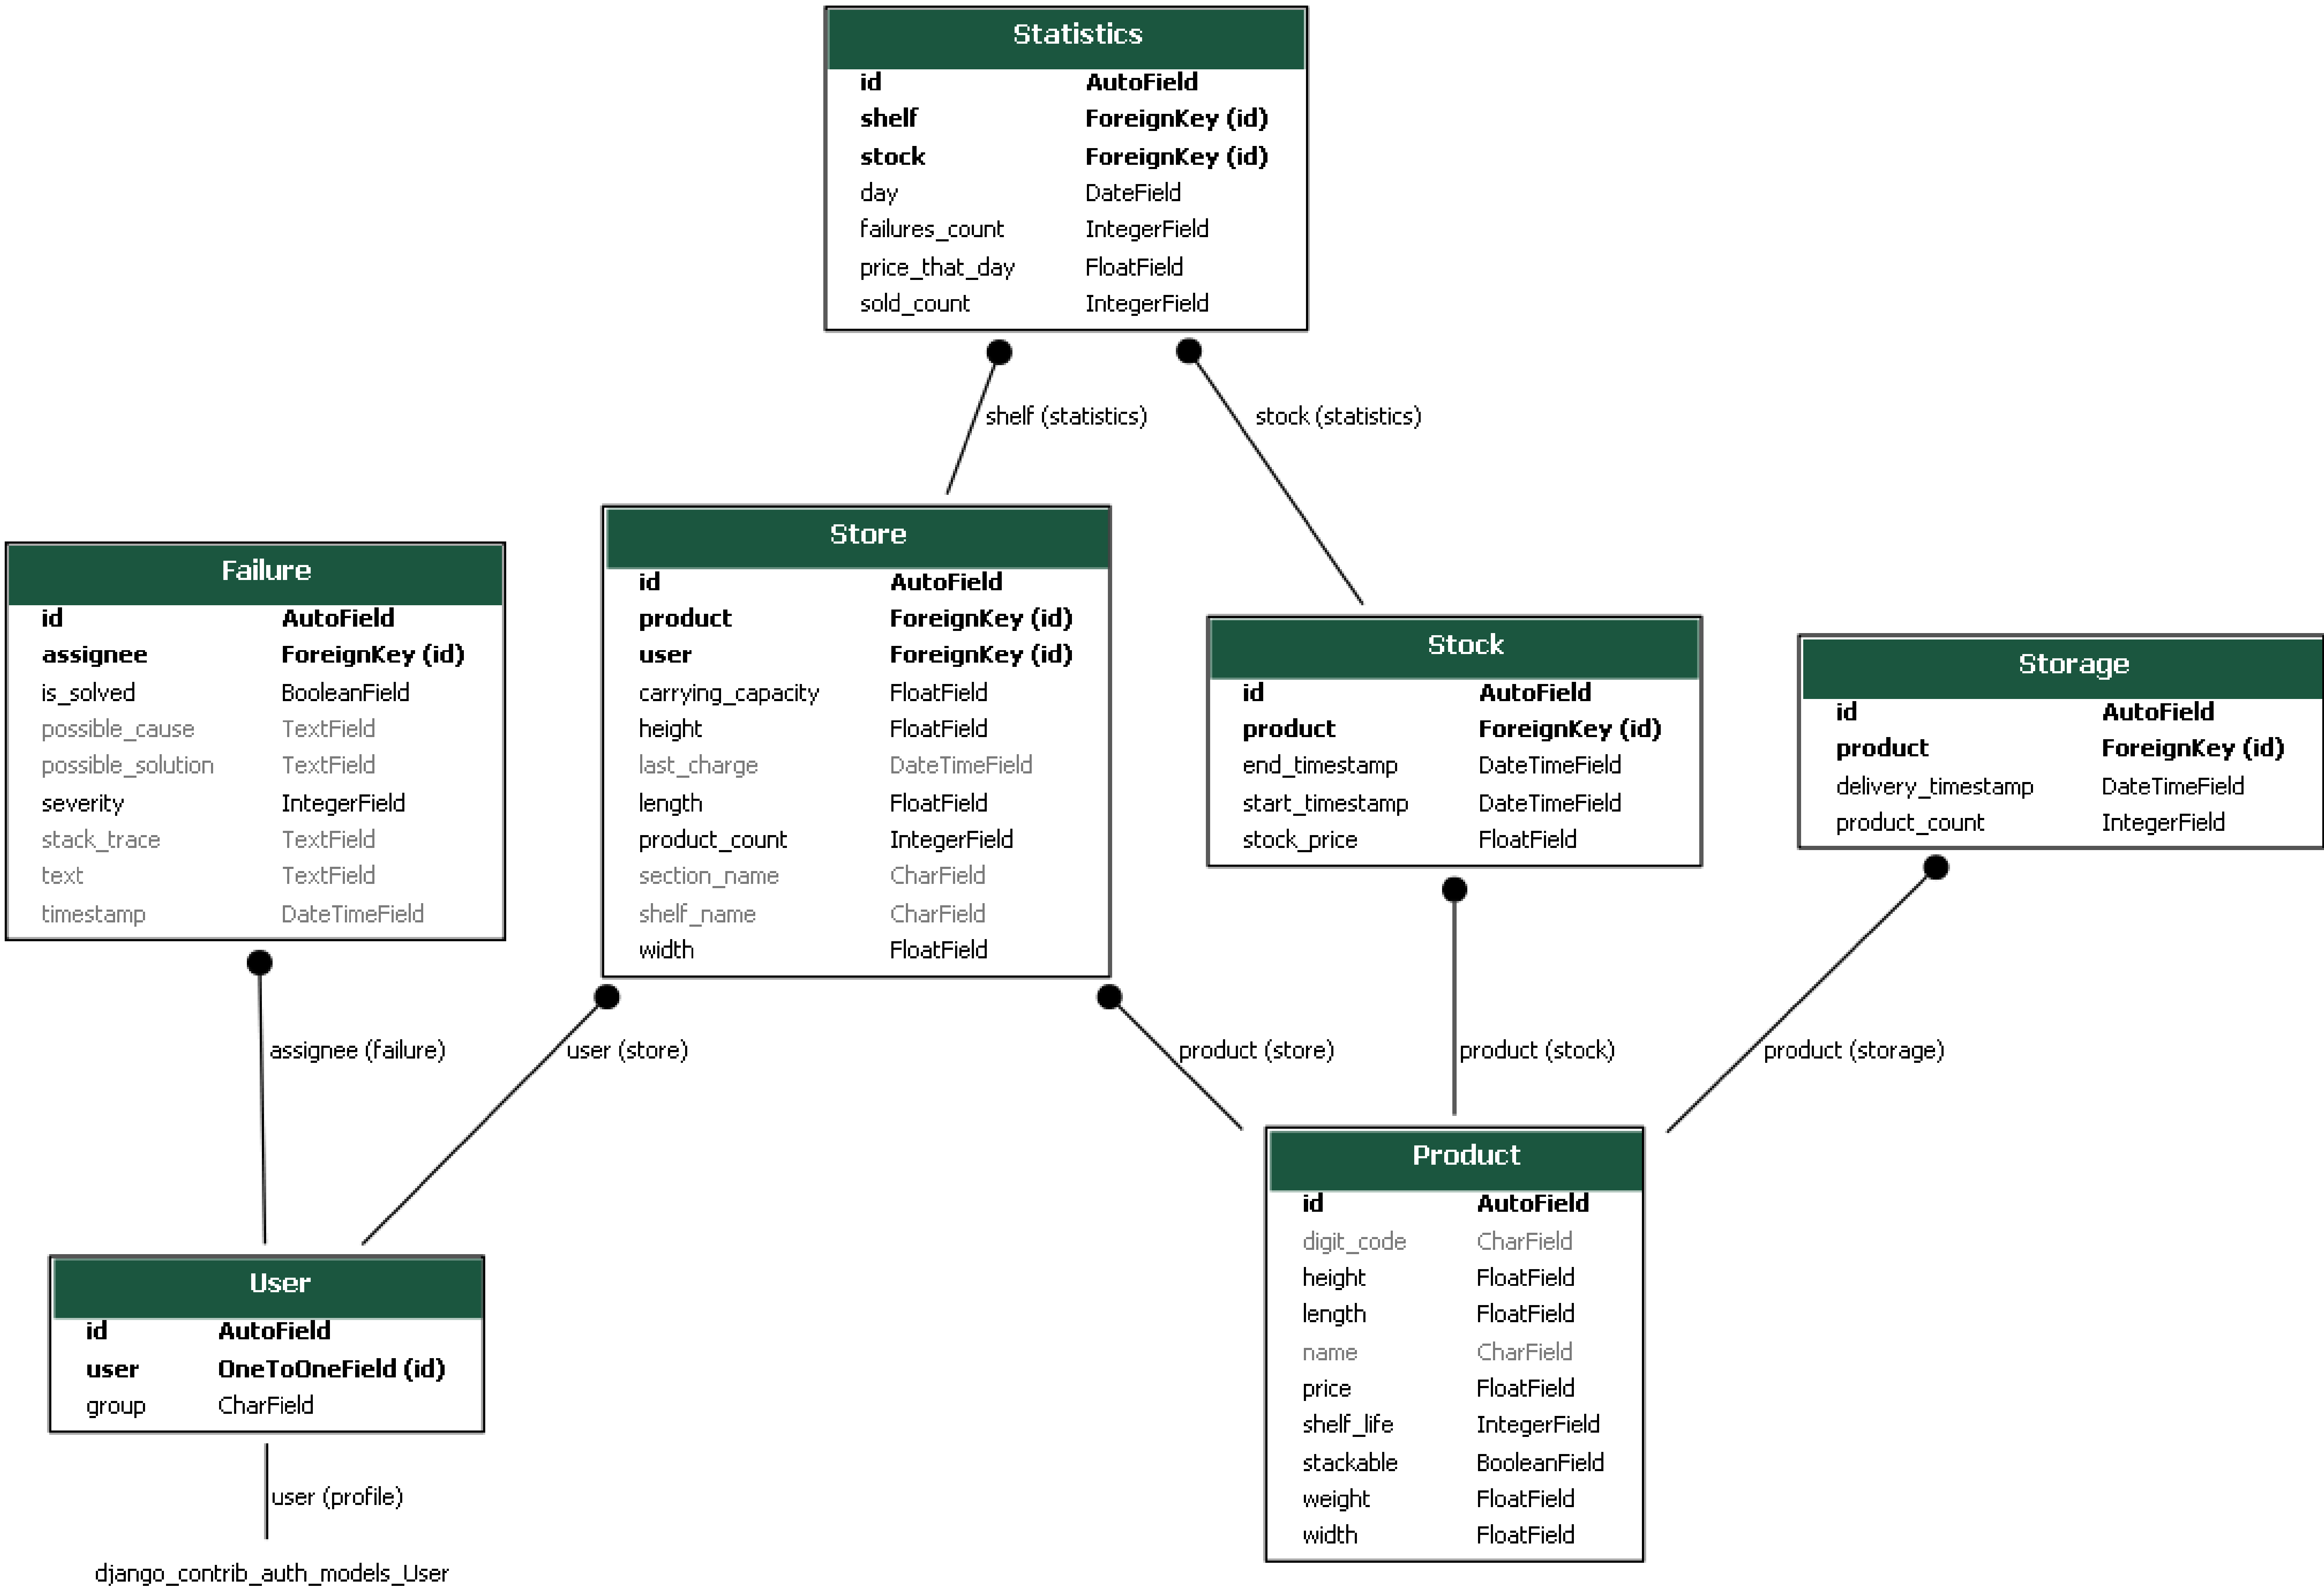 Statistics
id AutoField
shelf ForeignKey (id)
stock ForeignKey (id)
day DateField
failures_count IntegerField
price_that_day FloatField
sold_count IntegerField
shelf (statistics)
stock (statistics)
Failure
id AutoField
assignee ForeignKey (id)
is_solved BooleanField
possible_cause TextField
possible_solution TextField
severity IntegerField
stack_trace TextField
text TextField
timestamp DateTimeField
Store
id AutoField
product ForeignKey (id)
user ForeignKey (id)
carrying_capacity FloatField
height FloatField
last_charge DateTimeField
length FloatField
product_count IntegerField
section_name CharField
shelf_name CharField
width FloatField
Stock
id AutoField
product ForeignKey (id)
end_timestamp DateTimeField
start_timestamp DateTimeField
stock_price FloatField
Storage
id AutoField
product ForeignKey (id)
delivery_timestamp DateTimeField
product_count IntegerField
assignee (failure)
user (store)
product (store)
product (stock)
product (storage)
User
id AutoField
user OneToOneField (id)
group CharField
user (profile)
django_contrib_auth_models_User
Product
id AutoField
digit_code CharField
height FloatField
length FloatField
name CharField
price FloatField
shelf_life IntegerField
stackable BooleanField
weight FloatField
width FloatField